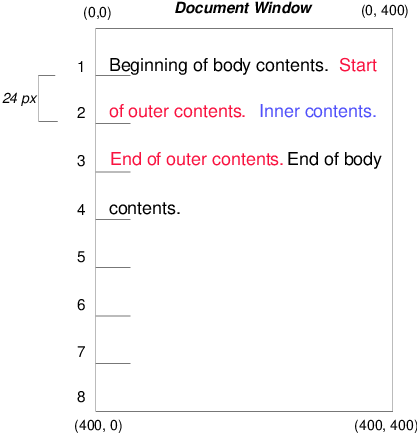 Document Window
(0,0) (0, 400)
1 Beginning of body contents. Start
24 px
2 of outer contents. Inner contents.
3 End of outer contents. End of body
4 contents.
5
6
7
8
(400, 0) (400, 400)